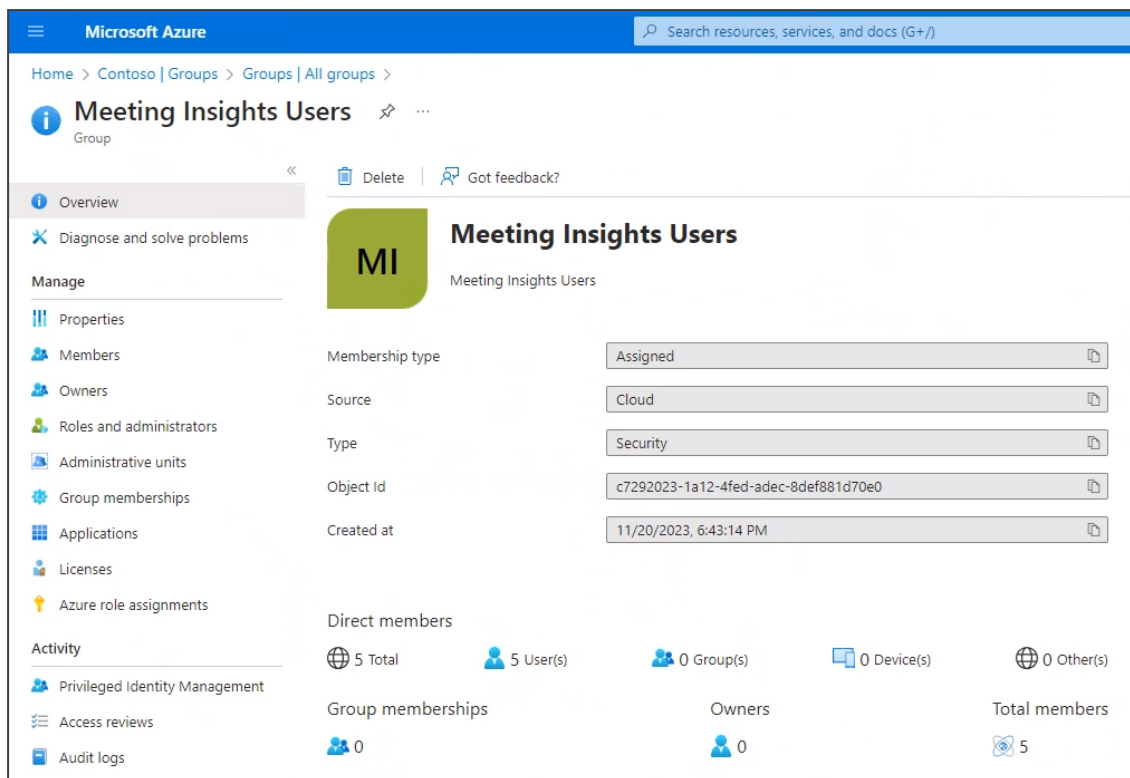 Microsoft Azure
Search resources, services, and docs (G+/)
Home > Contoso | Groups > Groups | All groups >
Meeting Insights Users ...
Group
«
Delete
Got feedback?
Overview
Diagnose and solve problems
Manage
Properties
Members
Owners
Roles and administrators
Administrative units
Group memberships
Applications
Licenses
Azure role assignments
Activity
Privileged Identity Management
Access reviews
Audit logs
MI
Meeting Insights Users
Meeting Insights Users
Membership type Assigned
Source Cloud
Type Security
Object Id c7292023-1a12-4fed-adec-8def881d70e0
Created at 11/20/2023, 6:43:14 PM
Direct members
5 Total 5 User(s) 0 Group(s) 0 Device(s) 0 Other(s)
Group memberships Owners Total members
0 0 5